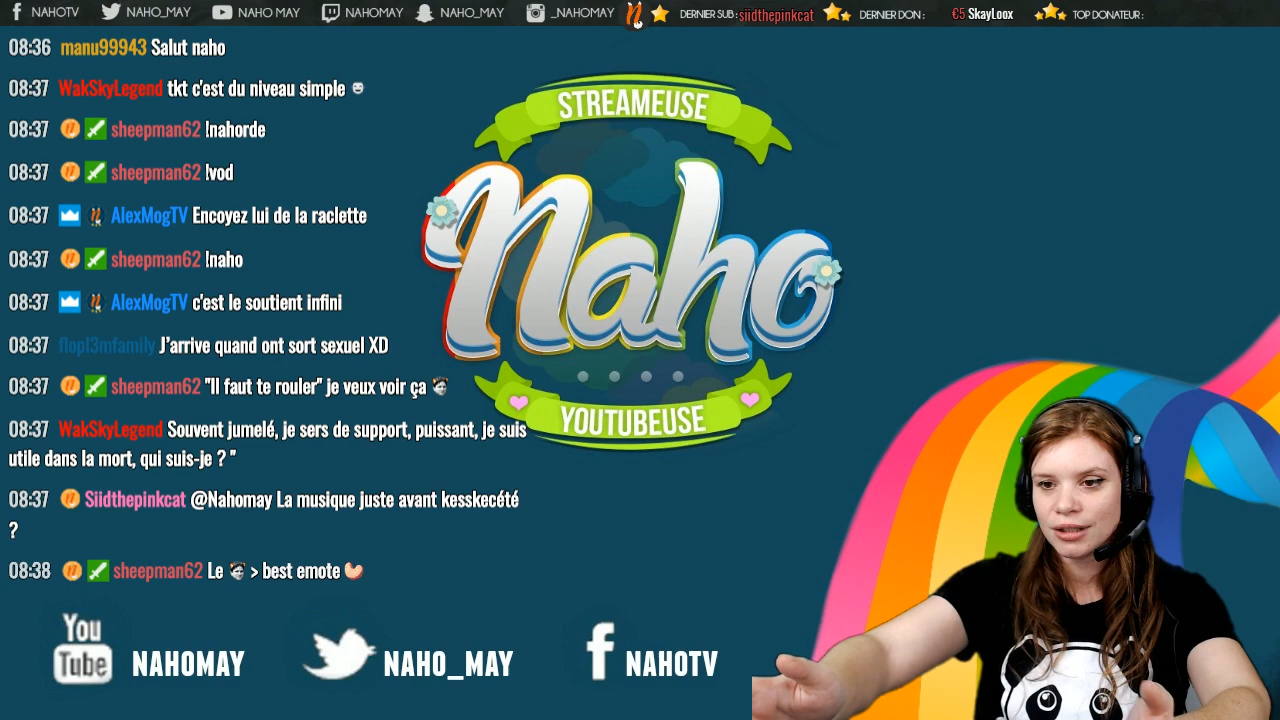 NAHOTV NAHO_MAY NAHO MAY NAHOMAY NAHO_MAY _NAHOMAY DERNIER SUB : siidthepinkcat DERNIER DON : €5 SkayLoox TOP DONATEUR :
08:36 manu99943 Salut naho
08:37 WakSkyLegend tkt c'est du niveau simple
08:37 sheepman62 !nahorde
08:37 sheepman62 !vod
08:37 AlexMogTV Encoyez lui de la raclette
08:37 sheepman62 !naho
08:37 AlexMogTV c'est le soutient infini
08:37 flopl3mfamily J'arrive quand ont sort sexuel XD
08:37 sheepman62 "Il faut te rouler" je veux voir ça
08:37 WakSkyLegend Souvent jumelé, je sers de support, puissant, je suis
utile dans la mort, qui suis-je ? "
08:37 Siidthepinkcat @Nahomay La musique juste avant kesskecété
?
08:38 sheepman62 Le > best emote
STREAMEUSE
Naho
YOUTUBEUSE
You
Tube
NAHOMAY NAHO_MAY NAHOTV